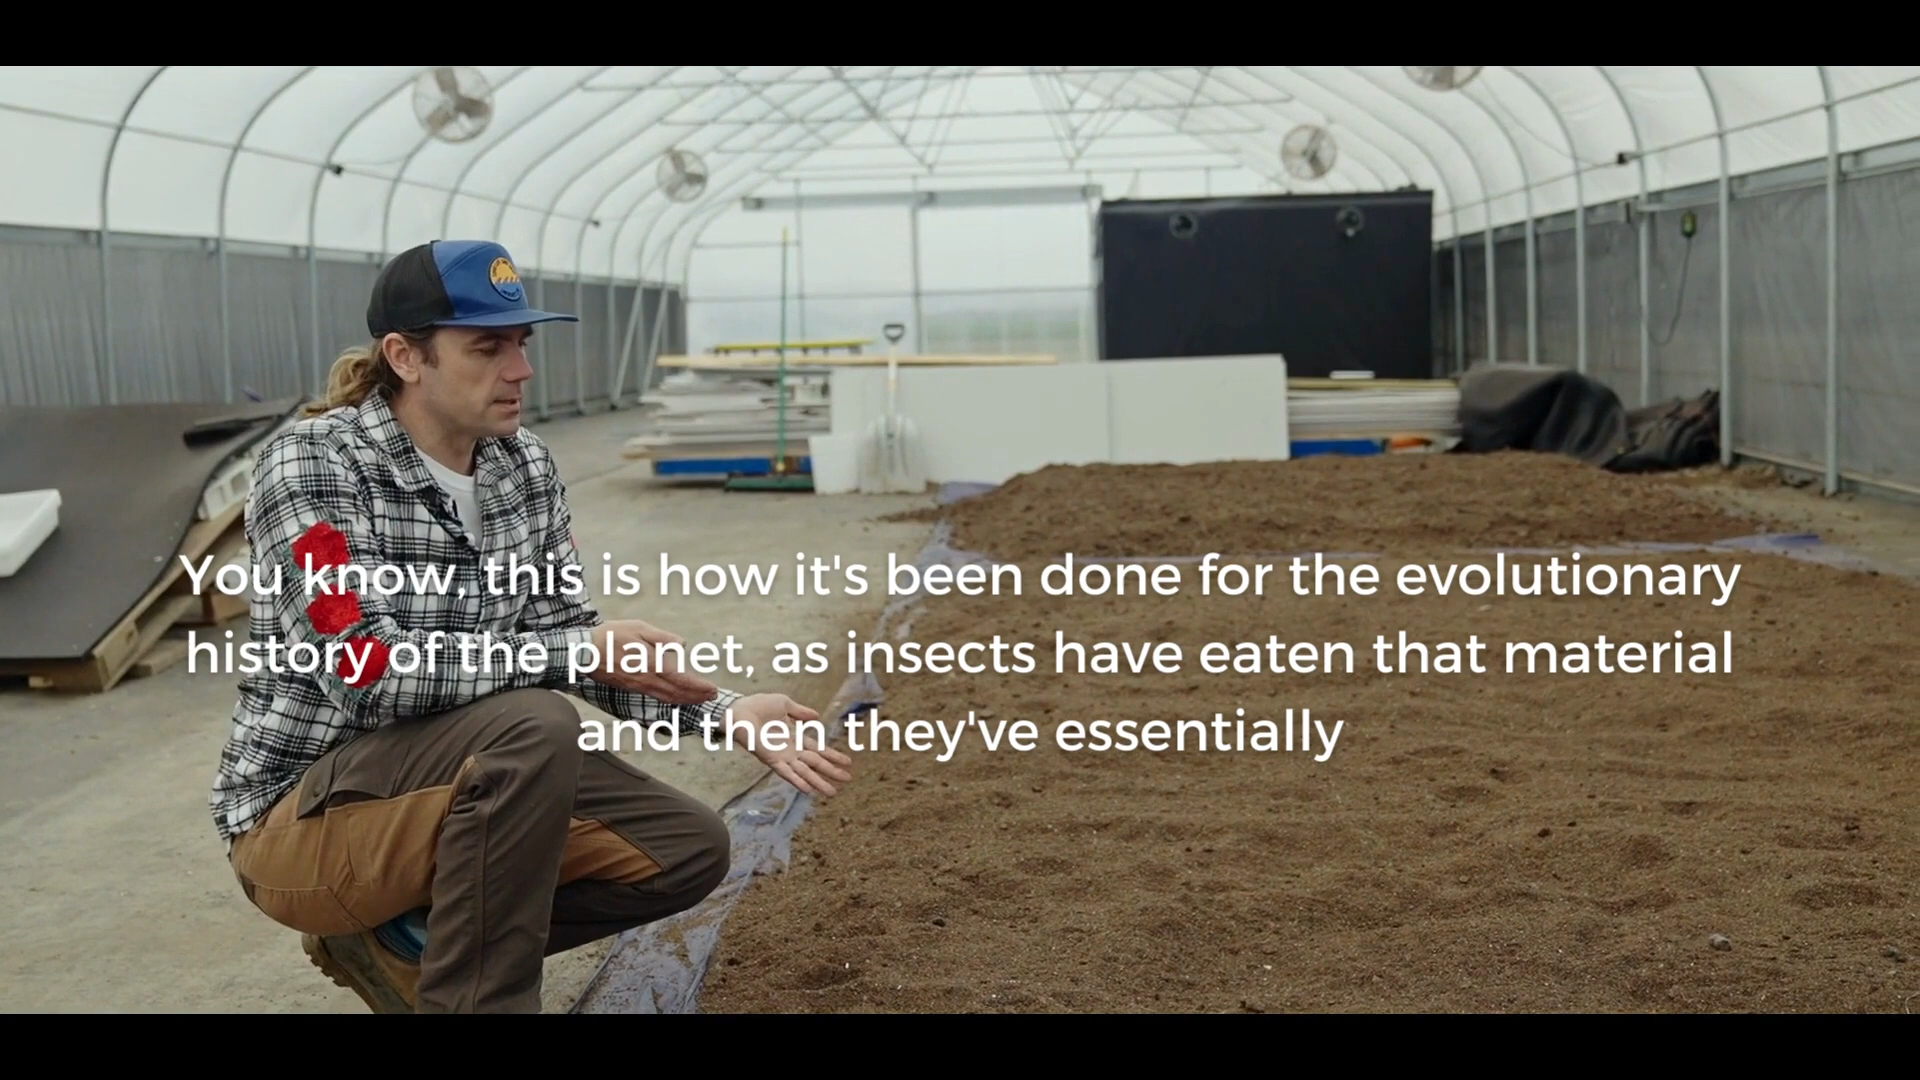 You know, this is how it's been done for the evolutionary
history of the planet, as insects have eaten that material
and then they've essentially